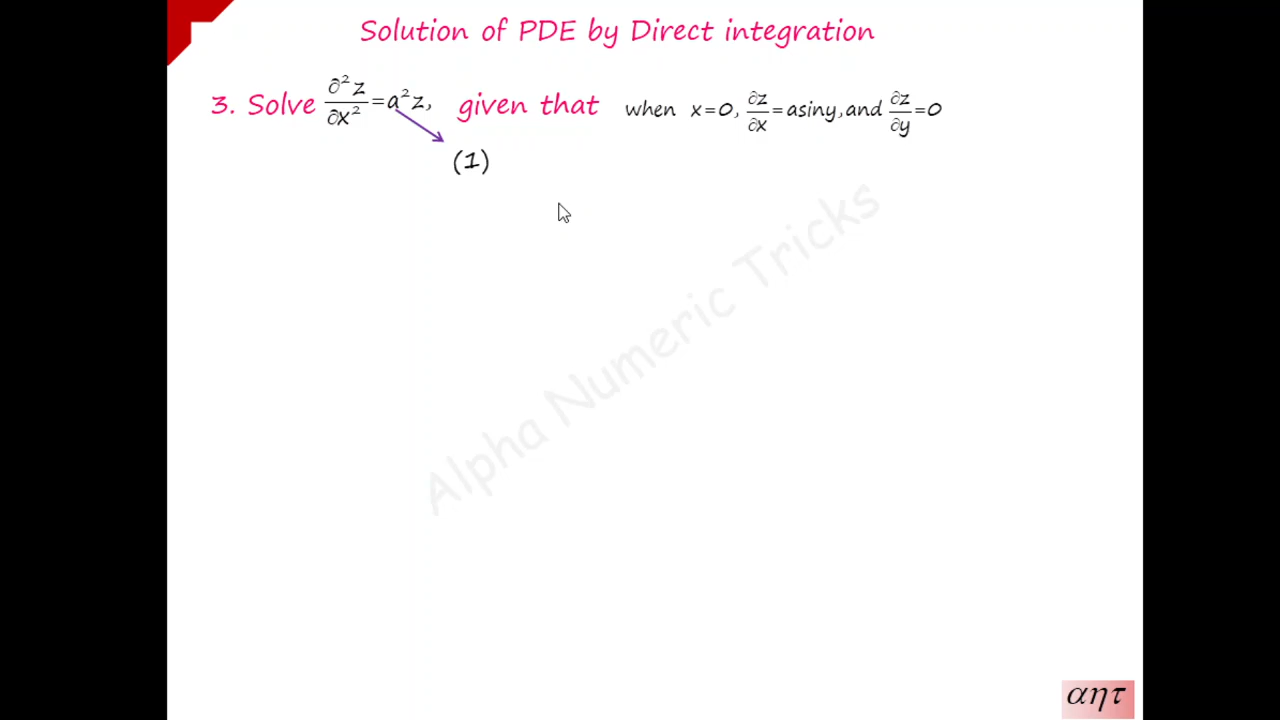 Solution of PDE by Direct integration
3. Solve ∂²z/∂x² = a²z, given that when x=0, ∂z/∂x = asiny, and ∂z/∂y = 0
(1)
Alpha Numeric Tricks
αητ